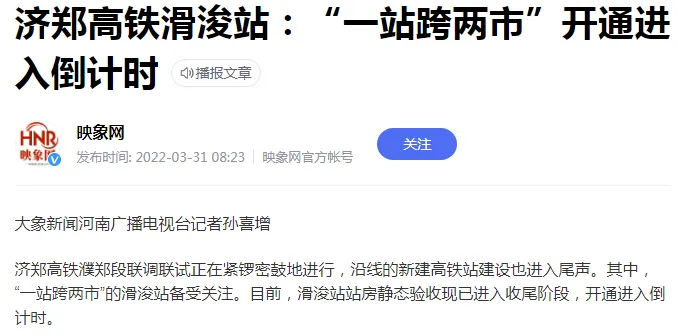 济郑高铁滑浚站：“一站跨两市”开通进
入倒计时 播报文章
HNR
映象网
映象网
发布时间: 2022-03-31 08:23 映象网官方帐号
关注
大象新闻河南广播电视台记者孙喜增
济郑高铁濮郑段联调联试正在紧锣密鼓地进行，沿线的新建高铁站建设也进入尾声。其中，
“一站跨两市”的滑浚站备受关注。目前，滑浚站站房静态验收现已进入收尾阶段，开通进入倒
计时。